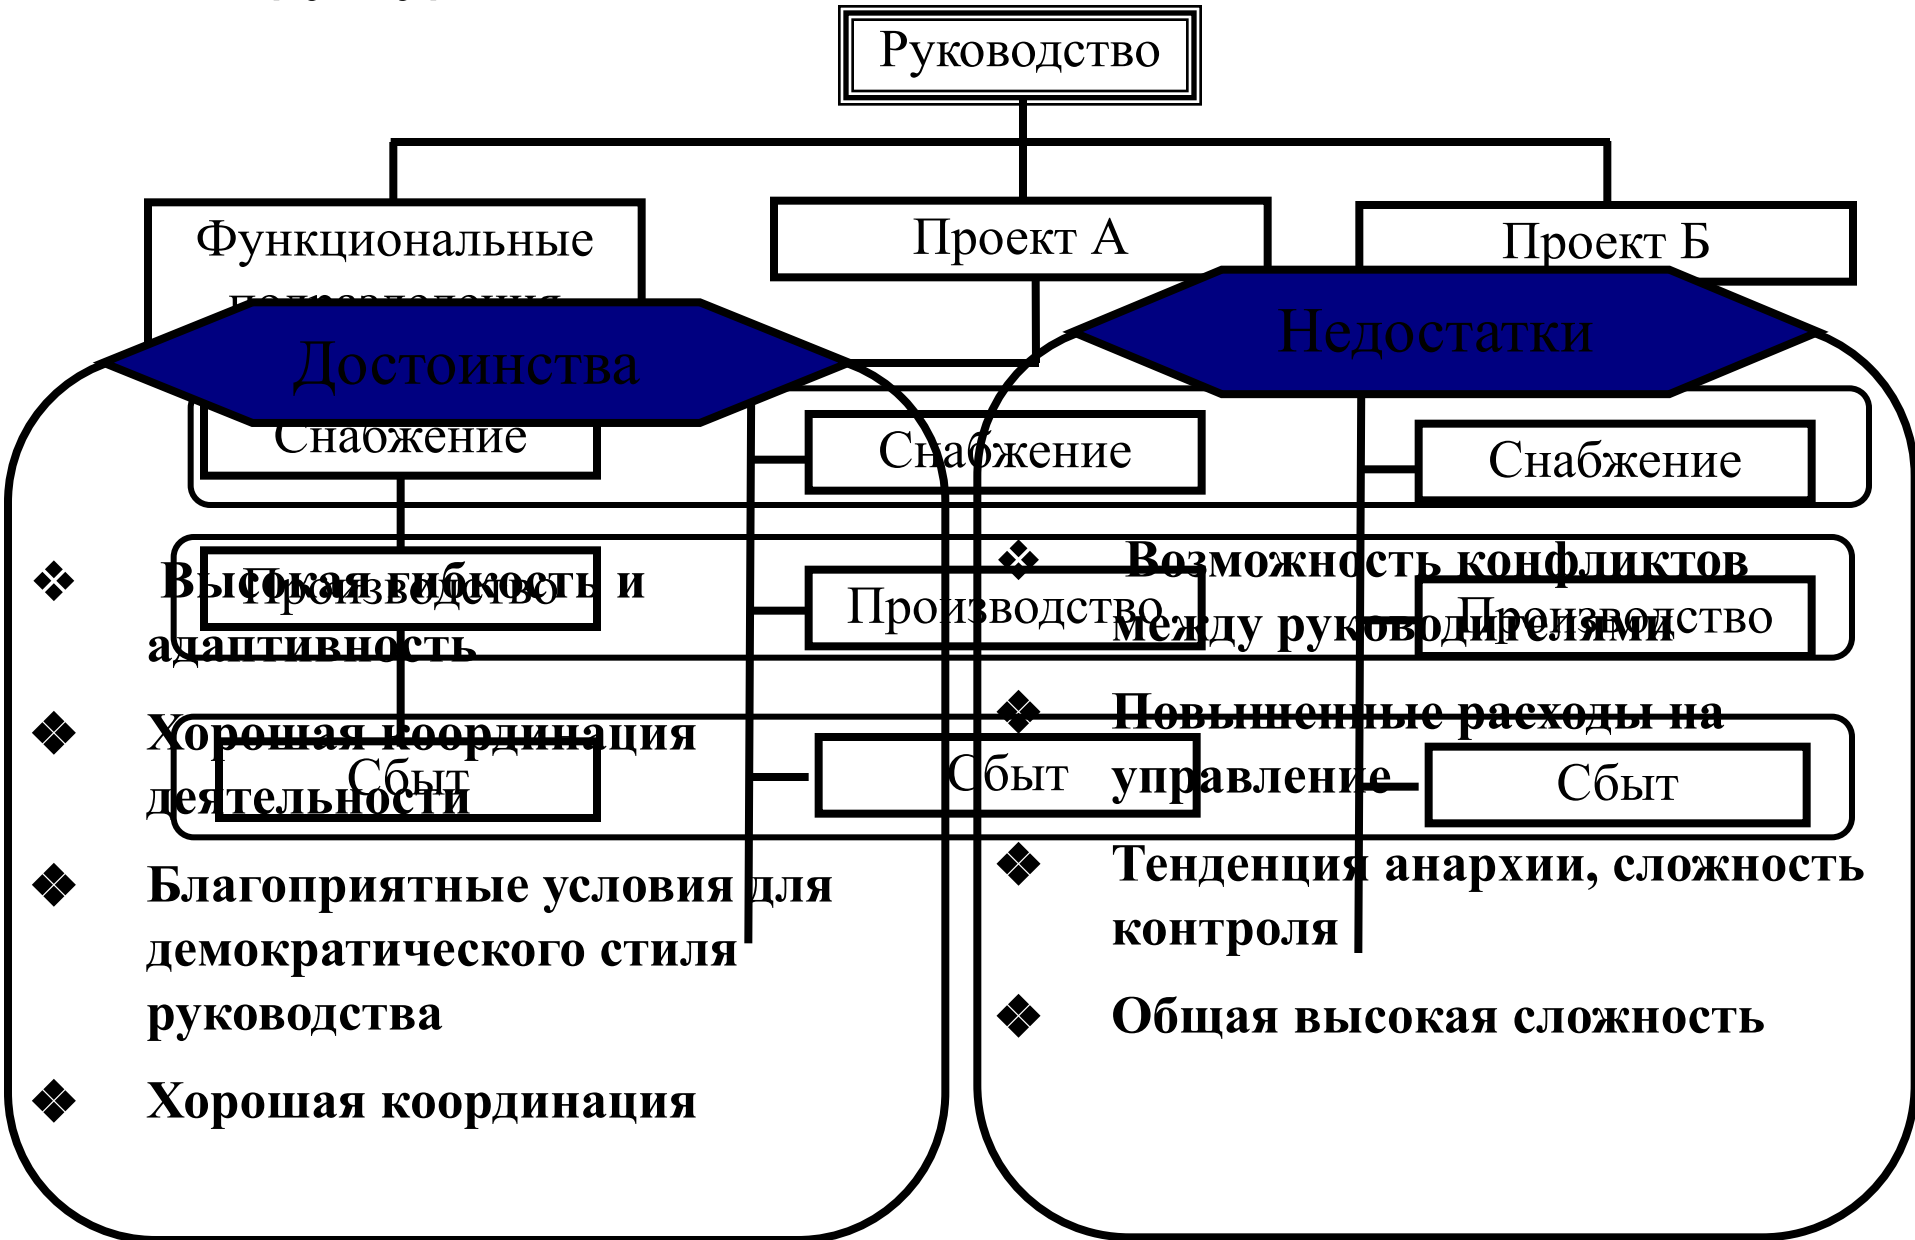 Руководство
Функциональные
подразделения
Проект А
Проект Б
Достоинства
Недостатки
Снабжение
Снабжение
Снабжение
Производство
Производство
Производство
Сбыт
Сбыт
Сбыт
❖ Высокая гибкость и
адаптивность
❖ Хорошая координация
деятельности
❖ Благоприятные условия для
демократического стиля
руководства
❖ Хорошая координация
❖ Возможность конфликтов
между руководителями
❖ Повышенные расходы на
управление
❖ Тенденция анархии, сложность
контроля
❖ Общая высокая сложность